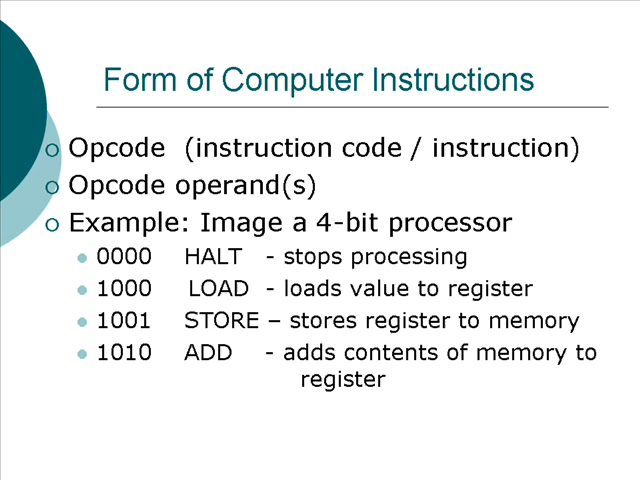 Form of Computer Instructions
Opcode (instruction code / instruction)
Opcode operand(s)
Example: Image a 4-bit processor
0000 HALT - stops processing
1000 LOAD - loads value to register
1001 STORE – stores register to memory
1010 ADD - adds contents of memory to
register